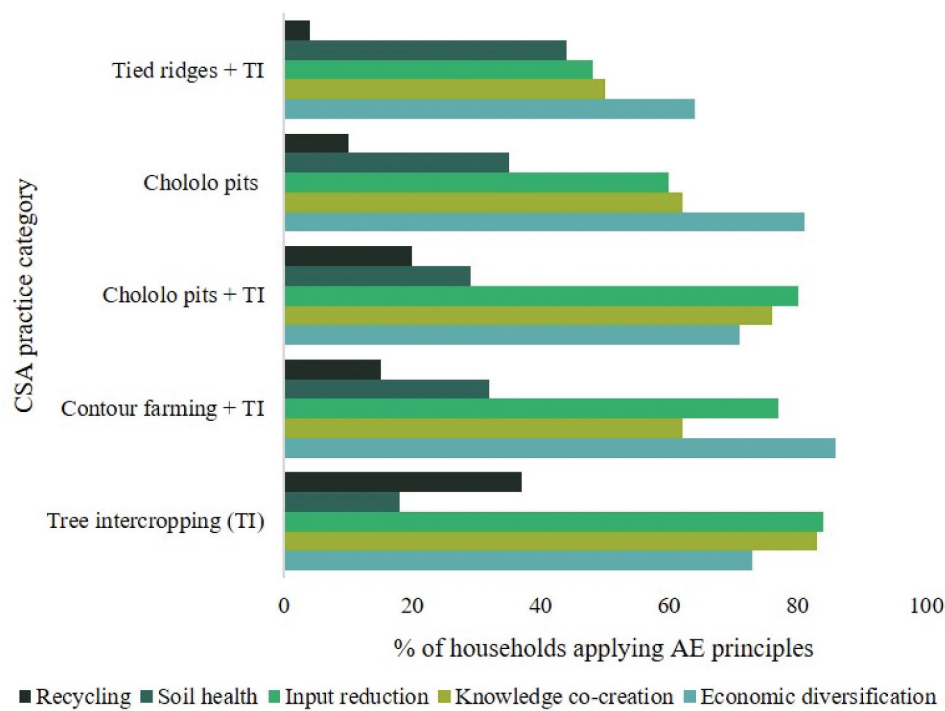 Tied ridges + TI
Chololo pits
Chololo pits + TI
Contour farming + TI
Tree intercropping (TI)
CSA practice category
0 20 40 60 80 100
% of households applying AE principles
Recycling Soil health Input reduction Knowledge co-creation Economic diversification